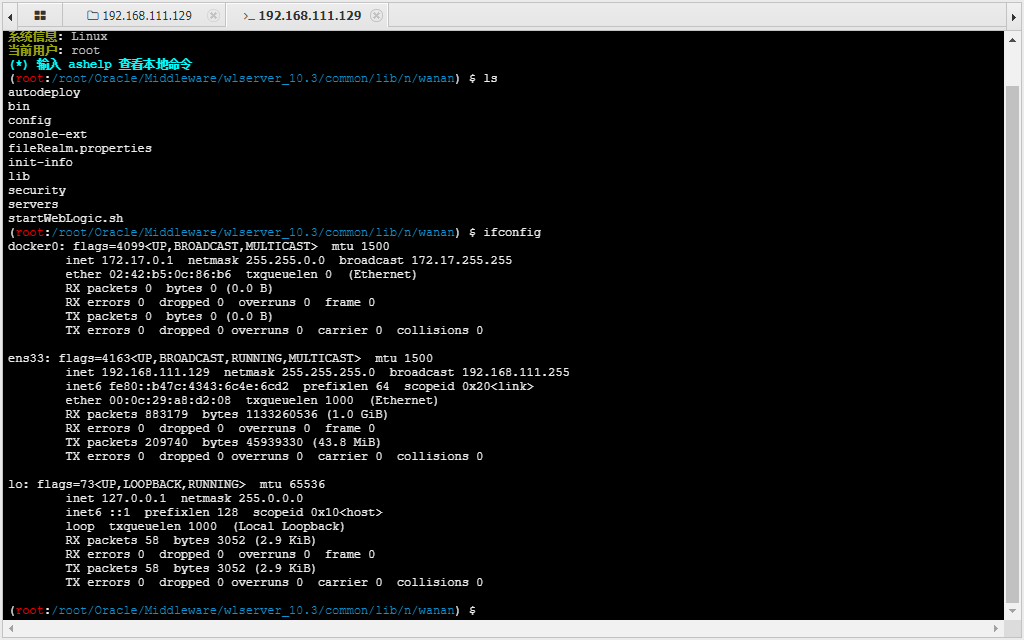 192.168.111.129
>_ 192.168.111.129
系统信息: Linux
当前用户: root
(*) 输入 ashelp 查看本地命令
(root:/root/Oracle/Middleware/wlserver_10.3/common/lib/n/wanan) $ ls
autodeploy
bin
config
console-ext
fileRealm.properties
init-info
lib
security
servers
startWebLogic.sh
(root:/root/Oracle/Middleware/wlserver_10.3/common/lib/n/wanan) $ ifconfig
docker0: flags=4099<UP,BROADCAST,MULTICAST>  mtu 1500
        inet 172.17.0.1  netmask 255.255.0.0  broadcast 172.17.255.255
        ether 02:42:b5:0c:86:b6  txqueuelen 0  (Ethernet)
        RX packets 0  bytes 0 (0.0 B)
        RX errors 0  dropped 0  overruns 0  frame 0
        TX packets 0  bytes 0 (0.0 B)
        TX errors 0  dropped 0 overruns 0  carrier 0  collisions 0
ens33: flags=4163<UP,BROADCAST,RUNNING,MULTICAST>  mtu 1500
        inet 192.168.111.129  netmask 255.255.255.0  broadcast 192.168.111.255
        inet6 fe80::b47c:4343:6c4e:6cd2  prefixlen 64  scopeid 0x20<link>
        ether 00:0c:29:a8:d2:08  txqueuelen 1000  (Ethernet)
        RX packets 883179  bytes 1133260536 (1.0 GiB)
        RX errors 0  dropped 0  overruns 0  frame 0
        TX packets 209740  bytes 45939330 (43.8 MiB)
        TX errors 0  dropped 0 overruns 0  carrier 0  collisions 0
lo: flags=73<UP,LOOPBACK,RUNNING>  mtu 65536
        inet 127.0.0.1  netmask 255.0.0.0
        inet6 ::1  prefixlen 128  scopeid 0x10<host>
        loop  txqueuelen 1000  (Local Loopback)
        RX packets 58  bytes 3052 (2.9 KiB)
        RX errors 0  dropped 0  overruns 0  frame 0
        TX packets 58  bytes 3052 (2.9 KiB)
        TX errors 0  dropped 0 overruns 0  carrier 0  collisions 0
(root:/root/Oracle/Middleware/wlserver_10.3/common/lib/n/wanan) $